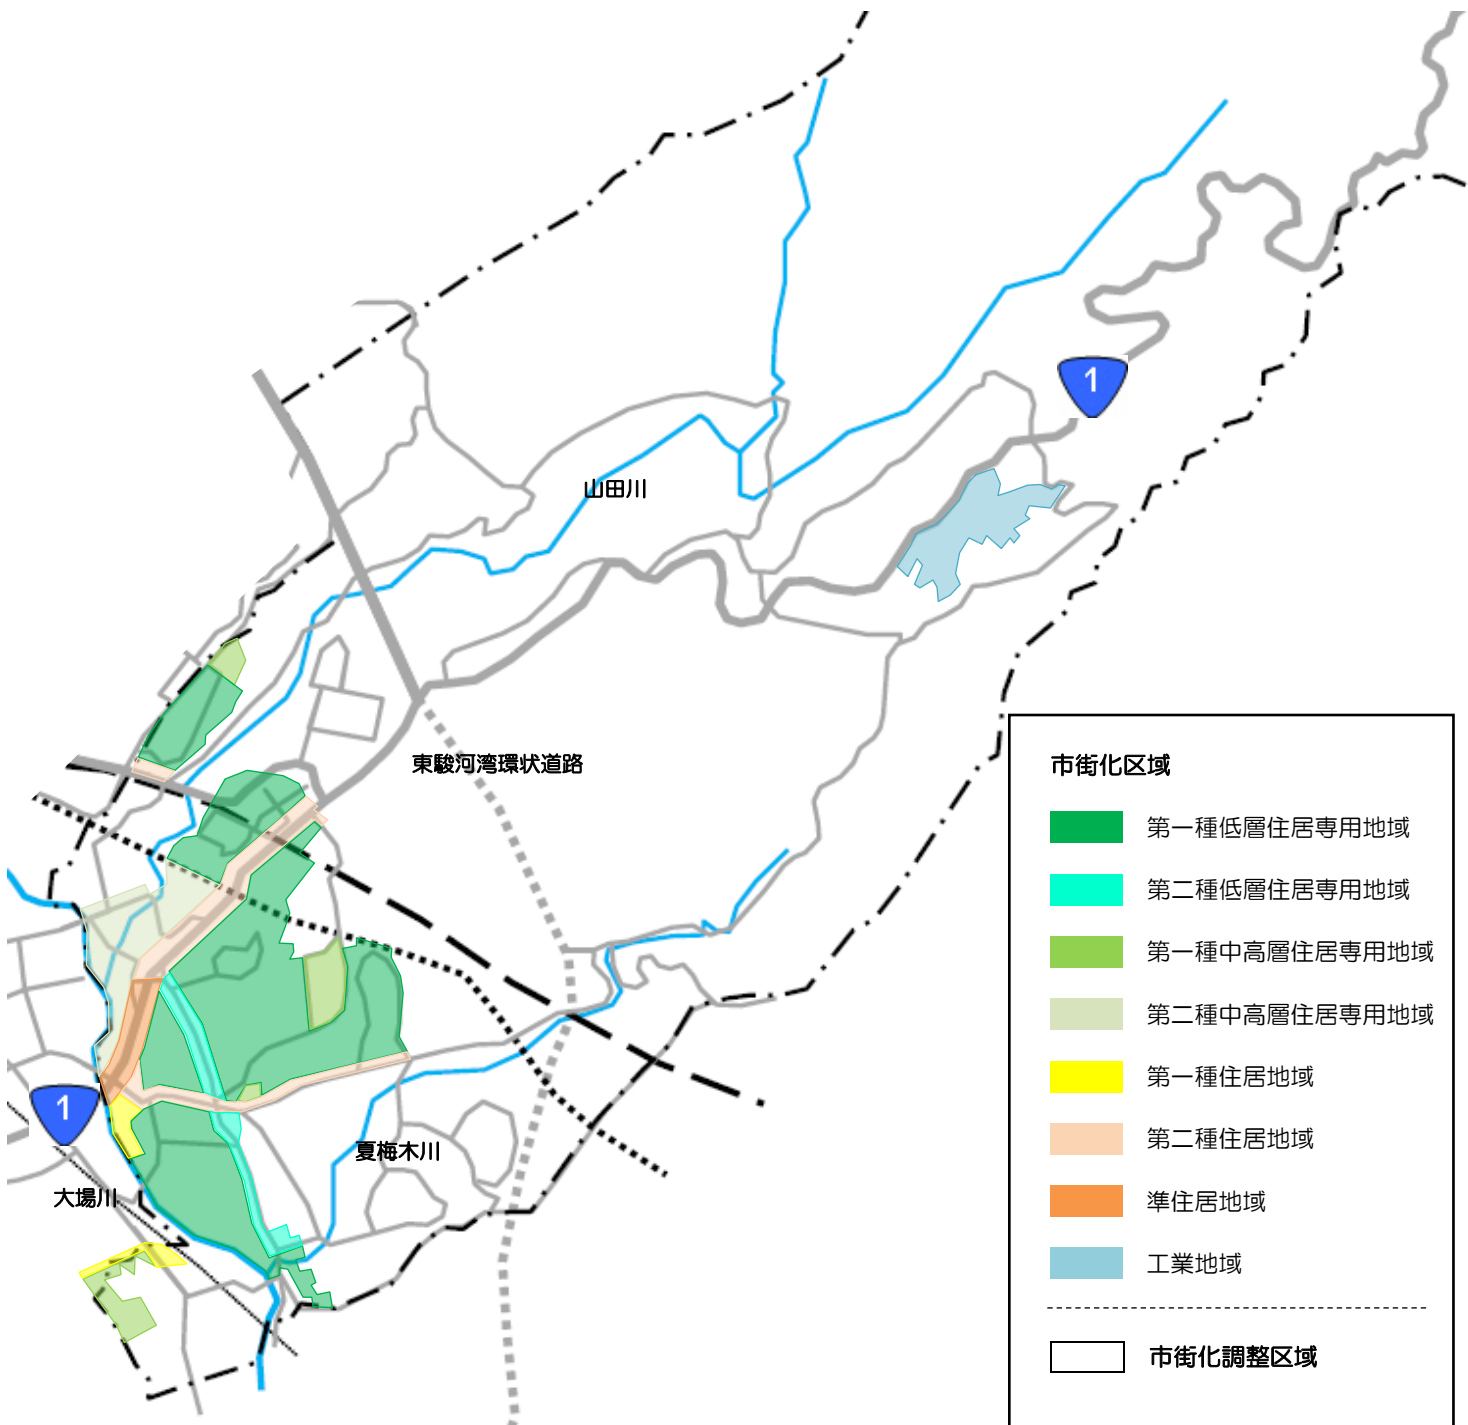 1
山田川
東駿河湾環状道路
1
夏梅木川
大場川
市街化区域
第一種低層住居専用地域
第二種低層住居専用地域
第一種中高層住居専用地域
第二種中高層住居専用地域
第一種住居地域
第二種住居地域
準住居地域
工業地域
市街化調整区域